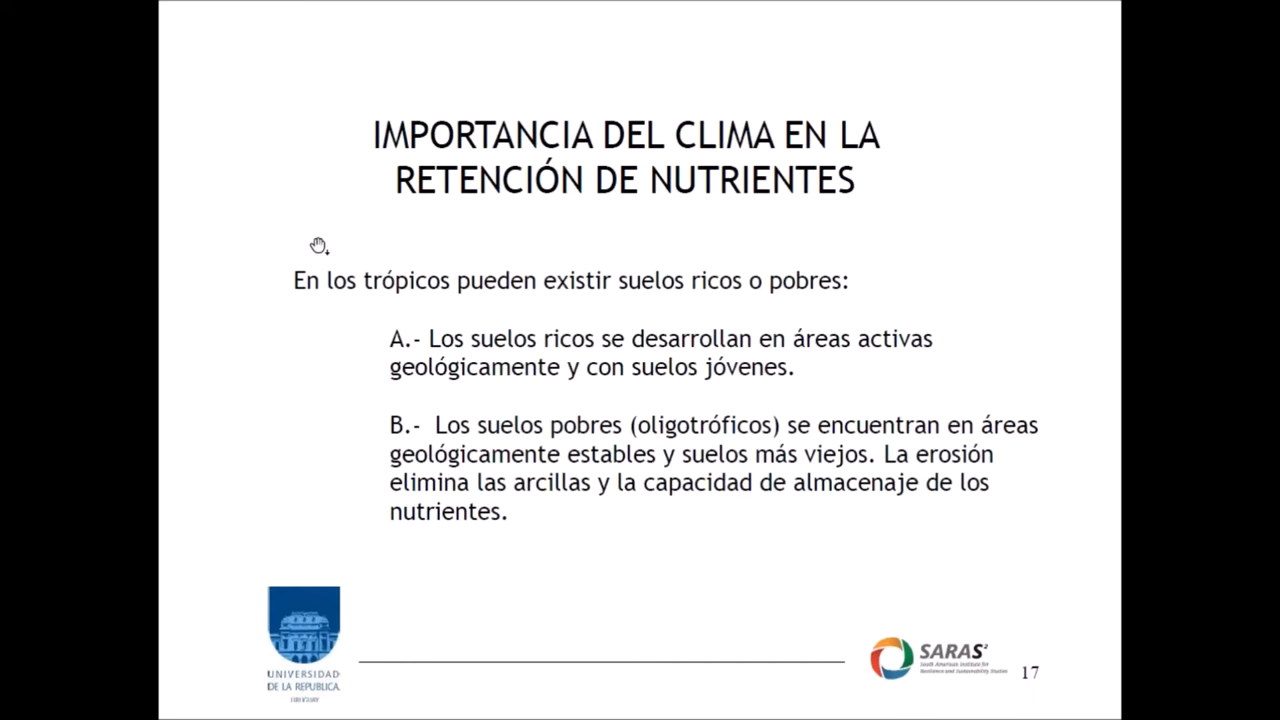 IMPORTANCIA DEL CLIMA EN LA
RETENCIÓN DE NUTRIENTES
En los trópicos pueden existir suelos ricos o pobres:
A.- Los suelos ricos se desarrollan en áreas activas
geológicamente y con suelos jóvenes.
B.- Los suelos pobres (oligotróficos) se encuentran en áreas
geológicamente estables y suelos más viejos. La erosión
elimina las arcillas y la capacidad de almacenaje de los
nutrientes.
UNIVERSIDAD
DE LA REPUBLICA
URUGUAY
SARAS²
South American Institute for
Resilience and Sustainability Studies
17